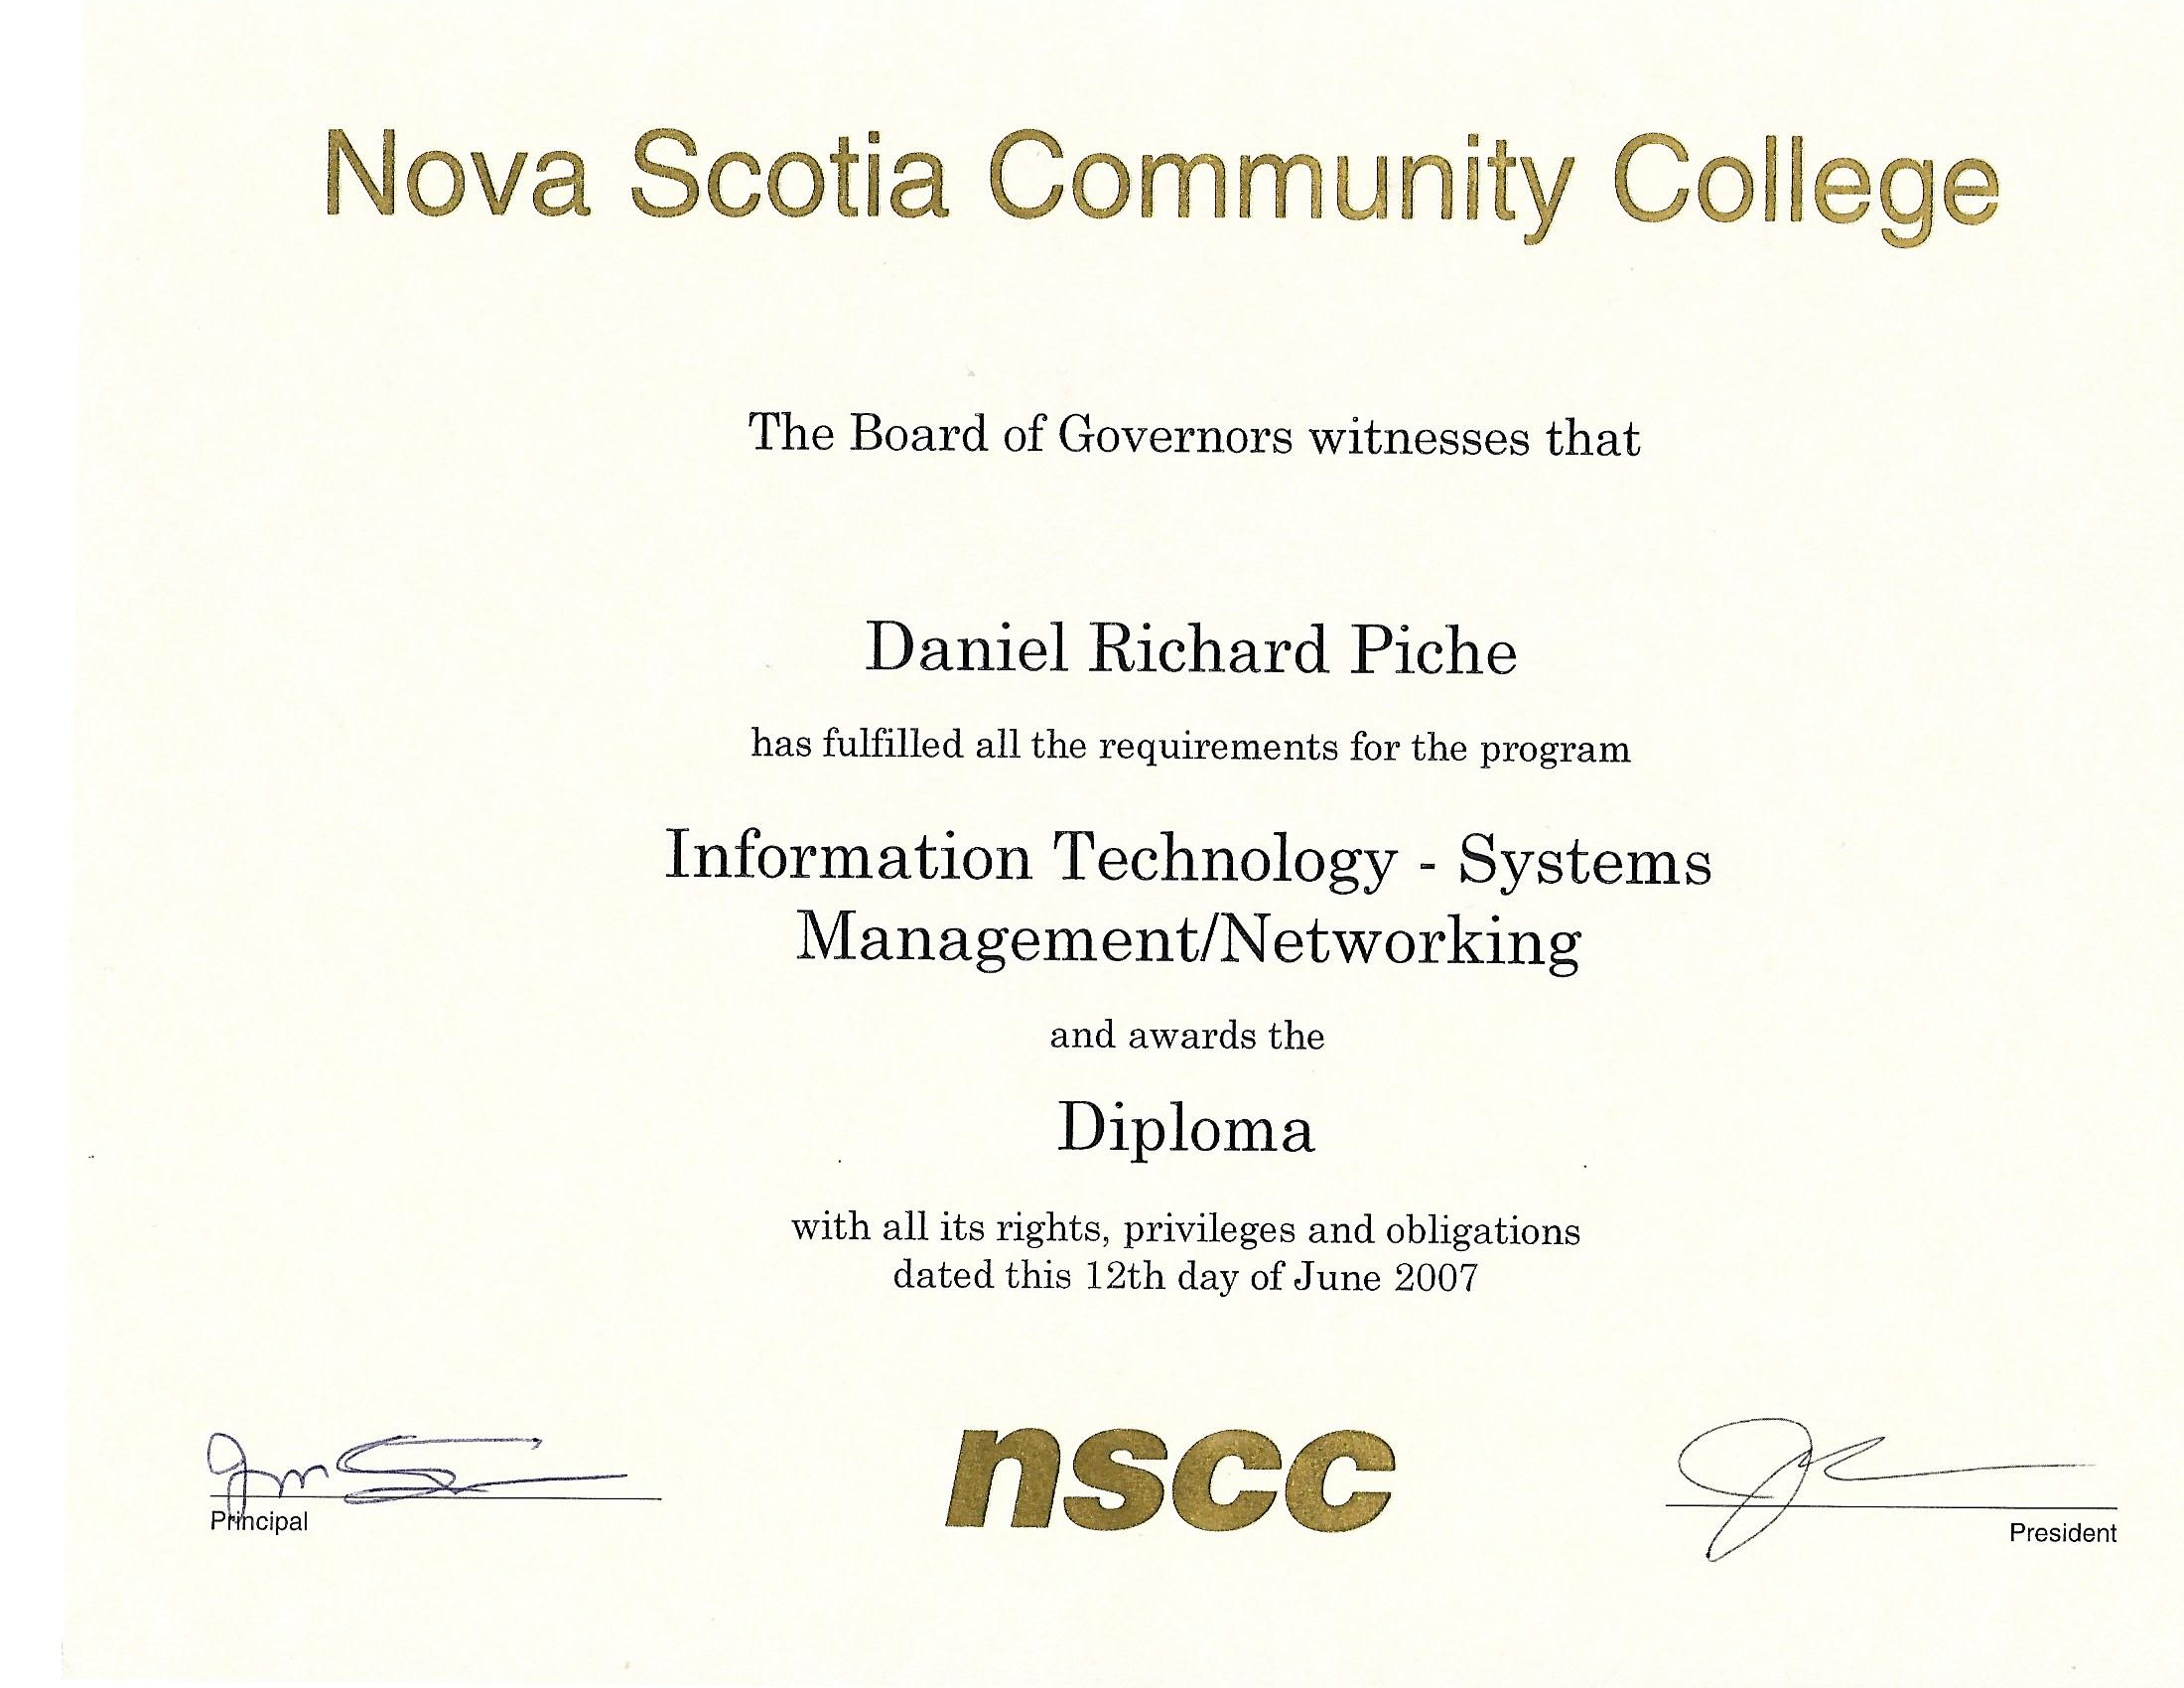 Nova Scotia Community College
The Board of Governors witnesses that
Daniel Richard Piche
has fulfilled all the requirements for the program
Information Technology - Systems
Management/Networking
and awards the
Diploma
with all its rights, privileges and obligations
dated this 12th day of June 2007
nscc
Principal
President